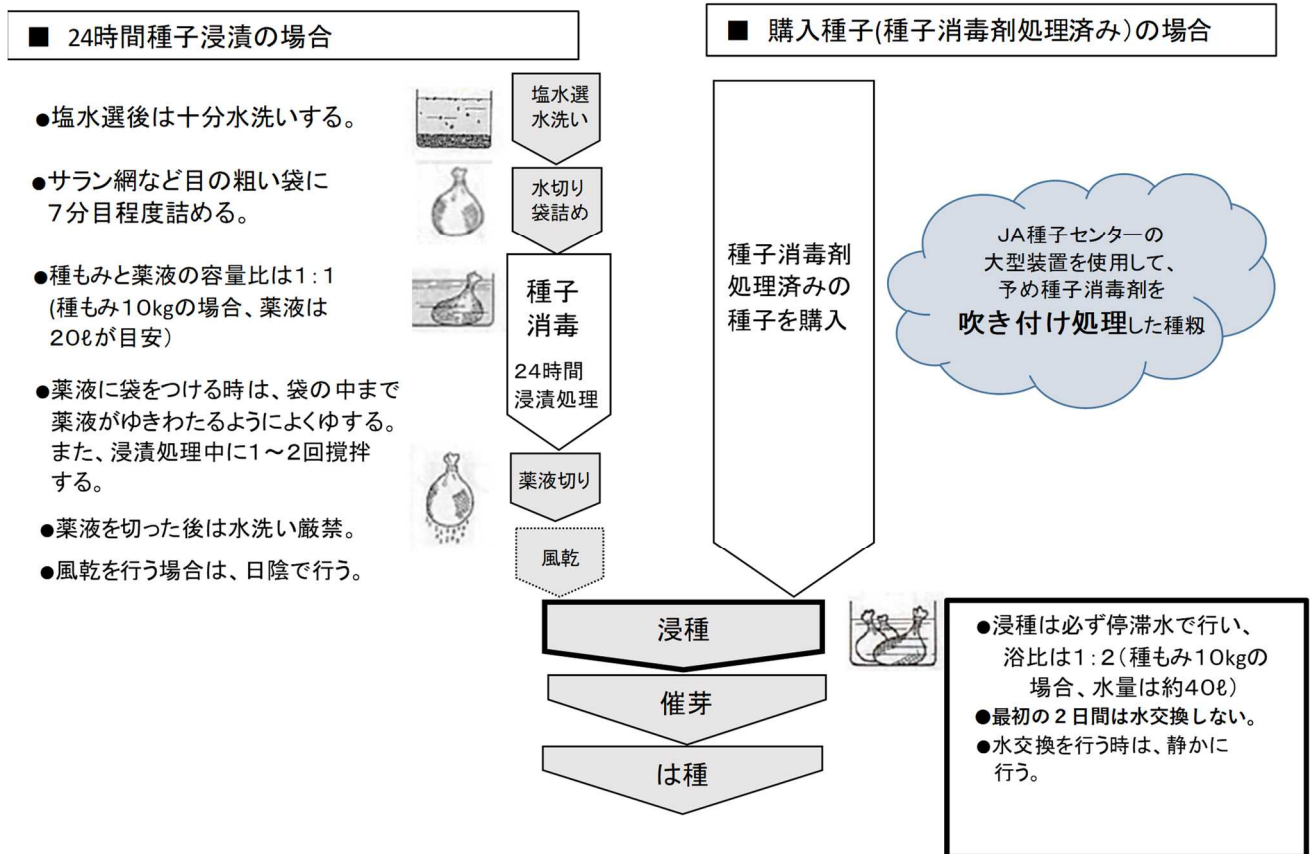 ■ 24時間種子浸漬の場合
●塩水選後は十分水洗いする。
●サラン網など目の粗い袋に
7分目程度詰める。
●種もみと薬液の容量比は1:1
(種もみ10kgの場合、薬液は
20ℓが目安)
●薬液に袋をつける時は、袋の中まで
薬液がゆきわたるようによくゆする。
また、浸漬処理中に1～2回撹拌
する。
●薬液を切った後は水洗い厳禁。
●風乾を行う場合は、日陰で行う。
塩水選
水洗い
水切り
袋詰め
種子
消毒
24時間
浸漬処理
薬液切り
風乾
■ 購入種子(種子消毒剤処理済み)の場合
種子消毒剤
処理済みの
種子を購入
JA種子センターの
大型装置を使用して、
予め種子消毒剤を
吹き付け処理した種籾
浸種
催芽
は種
●浸種は必ず停滞水で行い、
浴比は1:2(種もみ10kgの
場合、水量は約40ℓ)
●最初の2日間は水交換しない。
●水交換を行う時は、静かに
行う。